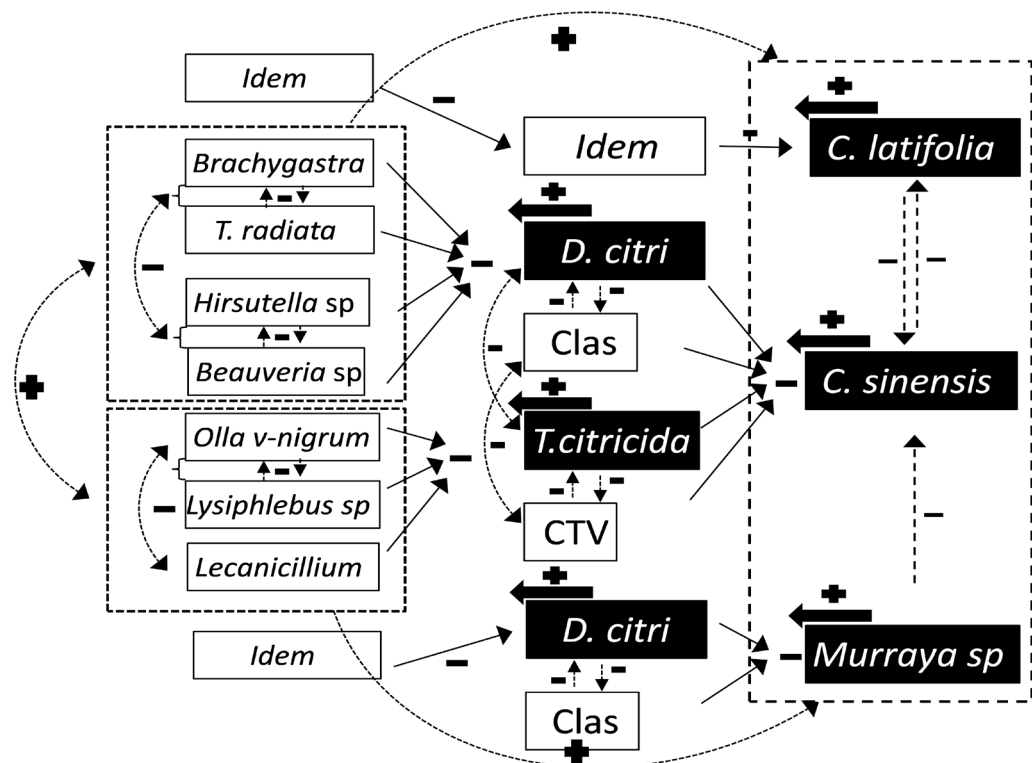 Idem
Brachygastra
T. radiata
Hirsutella sp
Beauveria sp
Olla v-nigrum
Lysiphlebus sp
Lecanicillium
Idem
Idem
D. citri
Clas
T.citricida
CTV
D. citri
Clas
C. latifolia
C. sinensis
Murraya sp